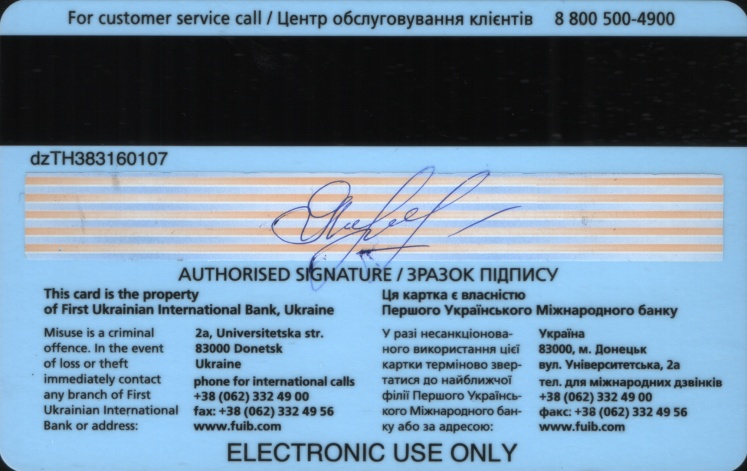 For customer service call / Центр обслуговування клієнтів 8 800 500-4900
dzTH383160107
AUTHORISED SIGNATURE / ЗРАЗОК ПІДПИСУ
This card is the property
of First Ukrainian International Bank, Ukraine
Misuse is a criminal
offence. In the event
of loss or theft
immediately contact
any branch of First
Ukrainian International
Bank or address:
2a, Universitetska str.
83000 Donetsk
Ukraine
phone for international calls
+38 (062) 332 49 00
fax: +38 (062) 332 49 56
www.fuib.com
Ця картка є власністю
Першого Українського Міжнародного банку
У разі несанкціонова-
ного використання цієї
картки терміново звер-
татися до найближчої
філії Першого Українсь-
кого Міжнародного бан-
ку або за адресою:
Україна
83000, м. Донецьк
вул. Університетська, 2а
тел. для міжнародних дзвінків
+38 (062) 332 49 00
факс: +38 (062) 332 49 56
www.fuib.com
ELECTRONIC USE ONLY